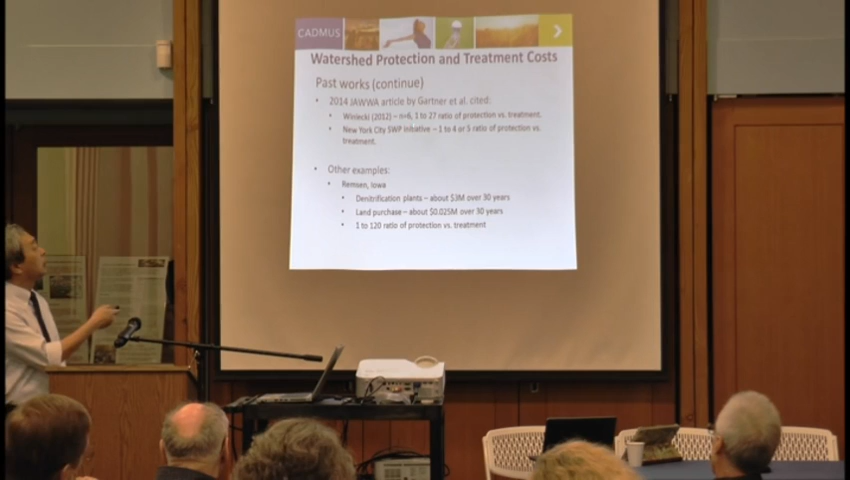 CADMUS
Watershed Protection and Treatment Costs
Past works (continue)
• 2014 JAWWA article by Gartner et al. cited:
• Winiecki (2012) – n=6, 1 to 27 ratio of protection vs. treatment.
• New York City SWP initiative – 1 to 4 or 5 ratio of protection vs.
treatment.
• Other examples:
• Remsen, Iowa
• Denitrification plants – about $3M over 30 years
• Land purchase – about $0.025M over 30 years
• 1 to 120 ratio of protection vs. treatment